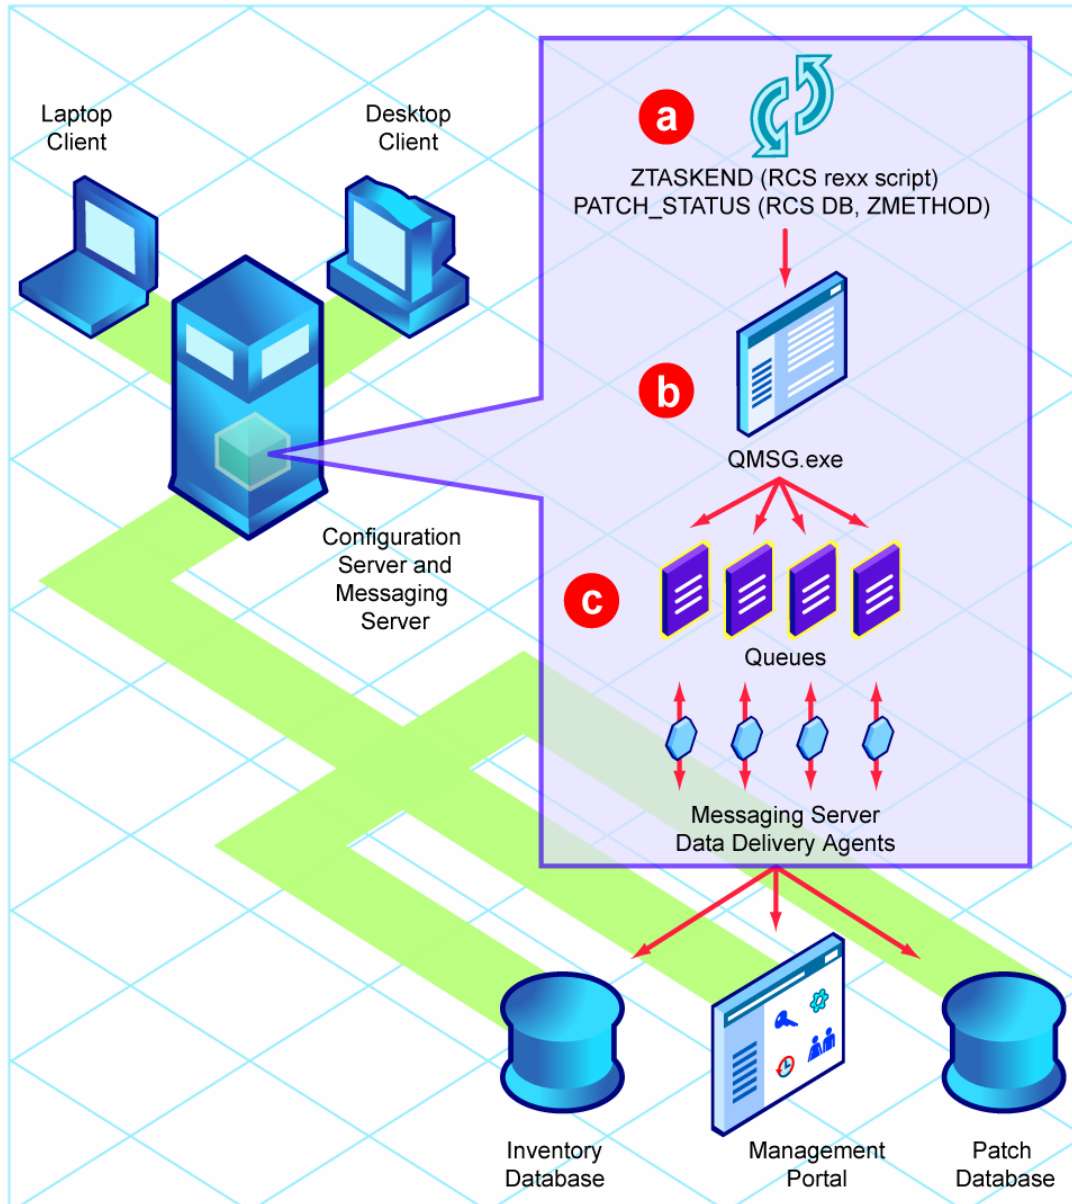 Laptop
Client
Desktop
Client
a
ZTASKEND (RCS rexx script)
PATCH_STATUS (RCS DB, ZMETHOD)
b
QMSG.exe
Configuration
Server and
Messaging
Server
c
Queues
Messaging Server
Data Delivery Agents
Inventory
Database
Management
Portal
Patch
Database